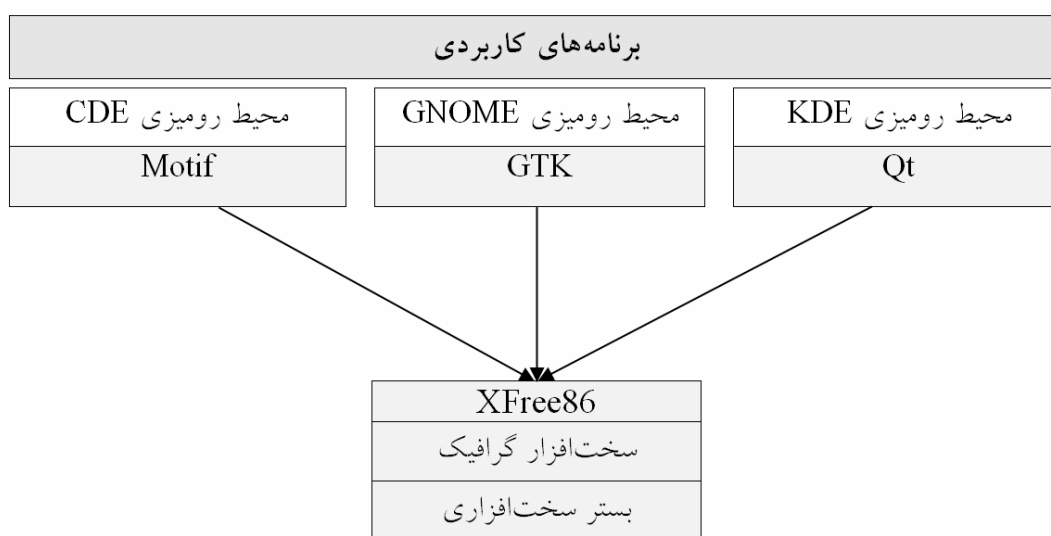 برنامه‌های کاربردی
محیط رومیزی KDE
Qt
محیط رومیزی GNOME
GTK
محیط رومیزی CDE
Motif
XFree86
سخت‌افزار گرافیک
بستر سخت‌افزاری